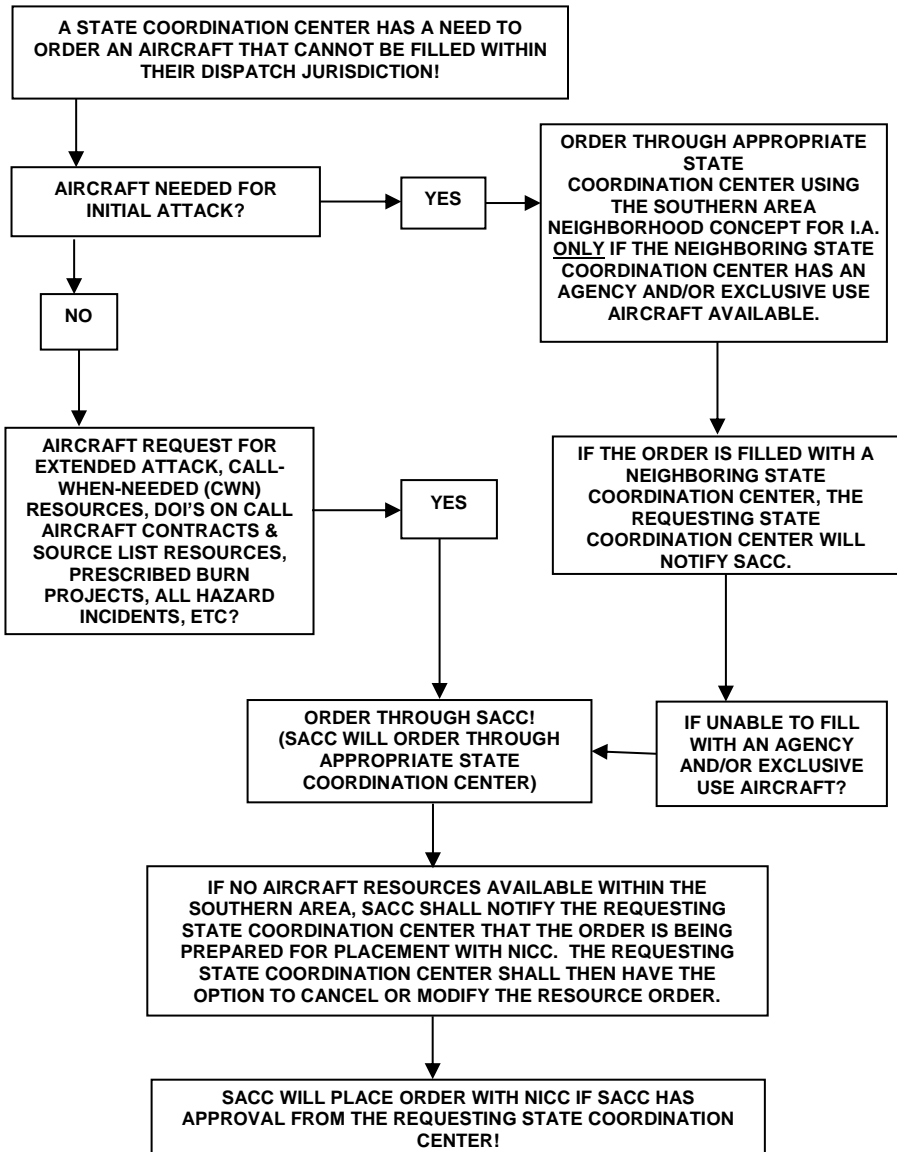 A STATE COORDINATION CENTER HAS A NEED TO
ORDER AN AIRCRAFT THAT CANNOT BE FILLED WITHIN
THEIR DISPATCH JURISDICTION!
AIRCRAFT NEEDED FOR
INITIAL ATTACK?
YES
ORDER THROUGH APPROPRIATE
STATE
COORDINATION CENTER USING
THE SOUTHERN AREA
NEIGHBORHOOD CONCEPT FOR I.A.
ONLY IF THE NEIGHBORING STATE
COORDINATION CENTER HAS AN
AGENCY AND/OR EXCLUSIVE USE
AIRCRAFT AVAILABLE.
NO
AIRCRAFT REQUEST FOR
EXTENDED ATTACK, CALL-
WHEN-NEEDED (CWN)
RESOURCES, DOI'S ON CALL
AIRCRAFT CONTRACTS &
SOURCE LIST RESOURCES,
PRESCRIBED BURN
PROJECTS, ALL HAZARD
INCIDENTS, ETC?
YES
IF THE ORDER IS FILLED WITH A
NEIGHBORING STATE
COORDINATION CENTER, THE
REQUESTING STATE
COORDINATION CENTER WILL
NOTIFY SACC.
ORDER THROUGH SACC!
(SACC WILL ORDER THROUGH
APPROPRIATE STATE
COORDINATION CENTER)
IF UNABLE TO FILL
WITH AN AGENCY
AND/OR EXCLUSIVE
USE AIRCRAFT?
IF NO AIRCRAFT RESOURCES AVAILABLE WITHIN THE
SOUTHERN AREA, SACC SHALL NOTIFY THE REQUESTING
STATE COORDINATION CENTER THAT THE ORDER IS BEING
PREPARED FOR PLACEMENT WITH NICC.  THE REQUESTING
STATE COORDINATION CENTER SHALL THEN HAVE THE
OPTION TO CANCEL OR MODIFY THE RESOURCE ORDER.
SACC WILL PLACE ORDER WITH NICC IF SACC HAS
APPROVAL FROM THE REQUESTING STATE COORDINATION
CENTER!